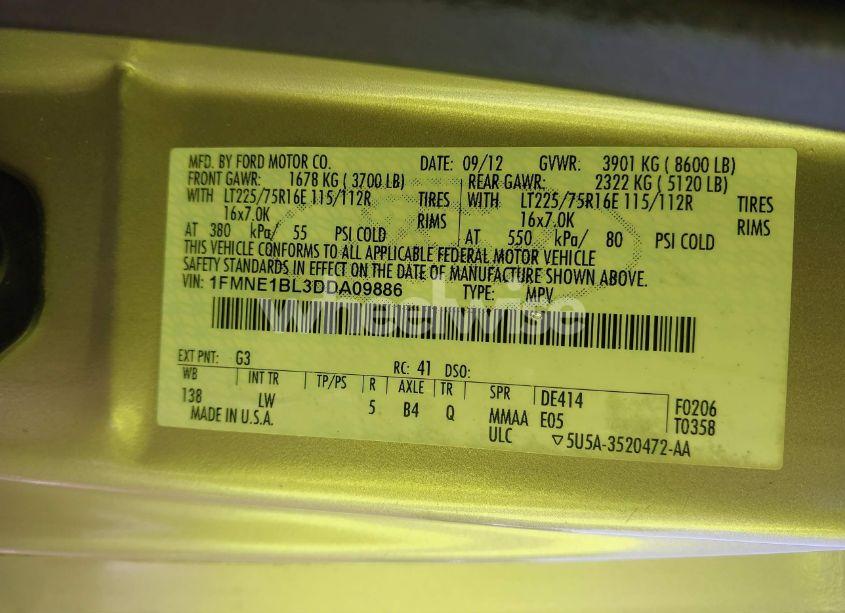 MFD. BY FORD MOTOR CO. DATE: 09/12 GVWR: 3901 KG ( 8600 LB)
FRONT GAWR: 1678 KG ( 3700 LB) REAR GAWR: 2322 KG ( 5120 LB)
WITH LT225/75R16E 115/112R TIRES WITH LT225/75R16E 115/112R TIRES
16x7.0K RIMS 16x7.0K RIMS
AT 380 kPa/ 55 PSI COLD AT 550 kPa/ 80 PSI COLD
THIS VEHICLE CONFORMS TO ALL APPLICABLE FEDERAL MOTOR VEHICLE
SAFETY STANDARDS IN EFFECT ON THE DATE OF MANUFACTURE SHOWN ABOVE.
VIN: 1FMNE1BL3DDA09886 TYPE: MPV
wheelwise
EXT PNT: G3 RC: 41 DSO:
WB INT TR TP/PS R AXLE TR SPR DE414 F0206
138 LW 5 B4 Q MMAA E05 T0358
MADE IN U.S.A. ULC ▽5U5A-3520472-AA